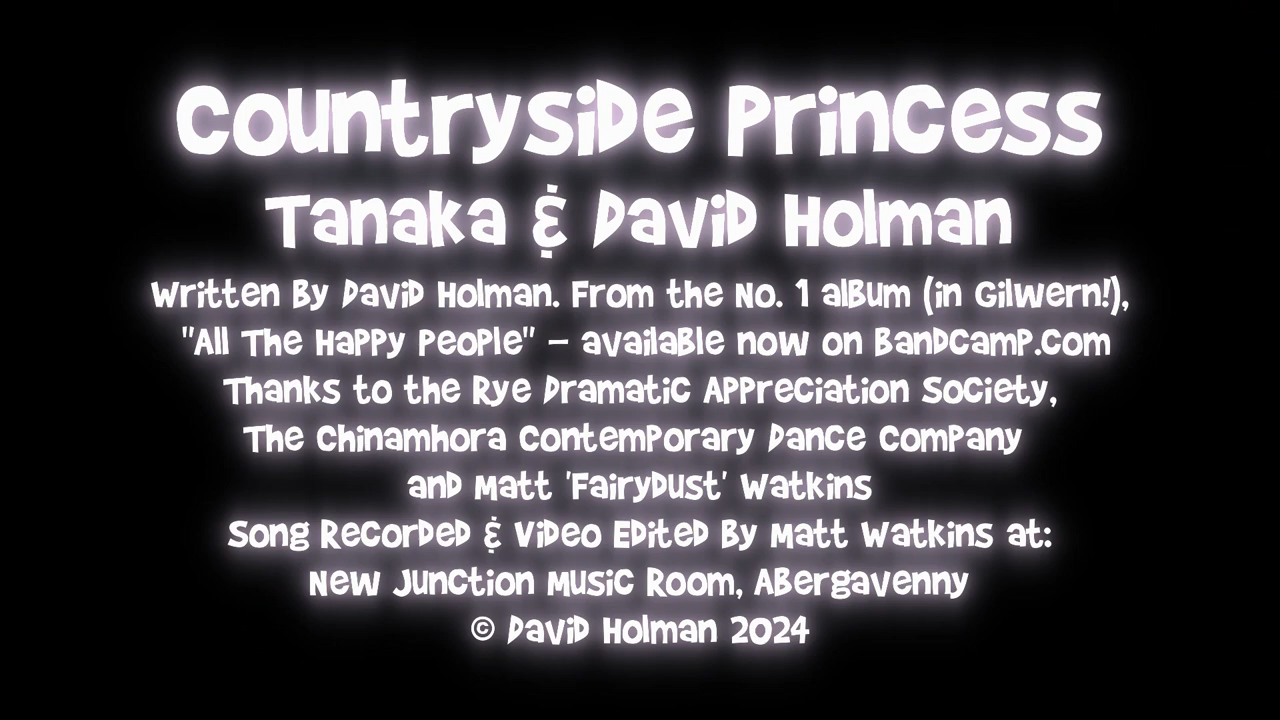 Countryside Princess
Tanaka & David Holman
Written By David Holman. From the No. 1 album (in Gilwern!),
"All The Happy People" – available now on Bandcamp.com
Thanks to the Rye Dramatic Appreciation Society,
The Chinamhora Contemporary Dance Company
and Matt 'Fairydust' Watkins
Song Recorded & Video Edited By Matt Watkins at:
New Junction Music Room, Abergavenny
© David Holman 2024